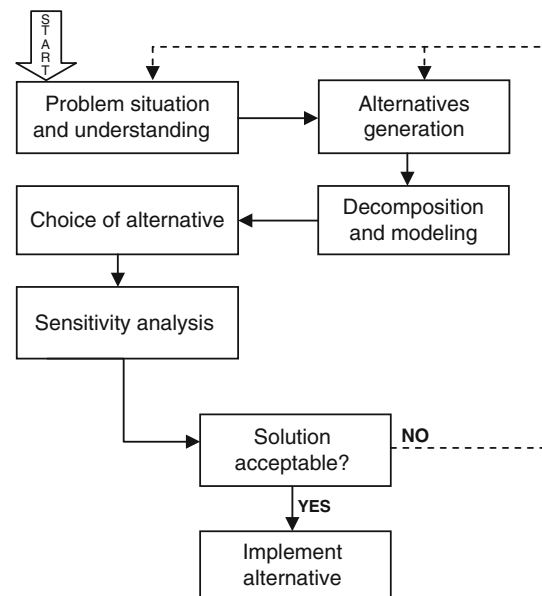 START
Problem situation
and understanding
Alternatives
generation
Decomposition
and modeling
Choice of alternative
Sensitivity analysis
Solution
acceptable?
NO
YES
Implement
alternative